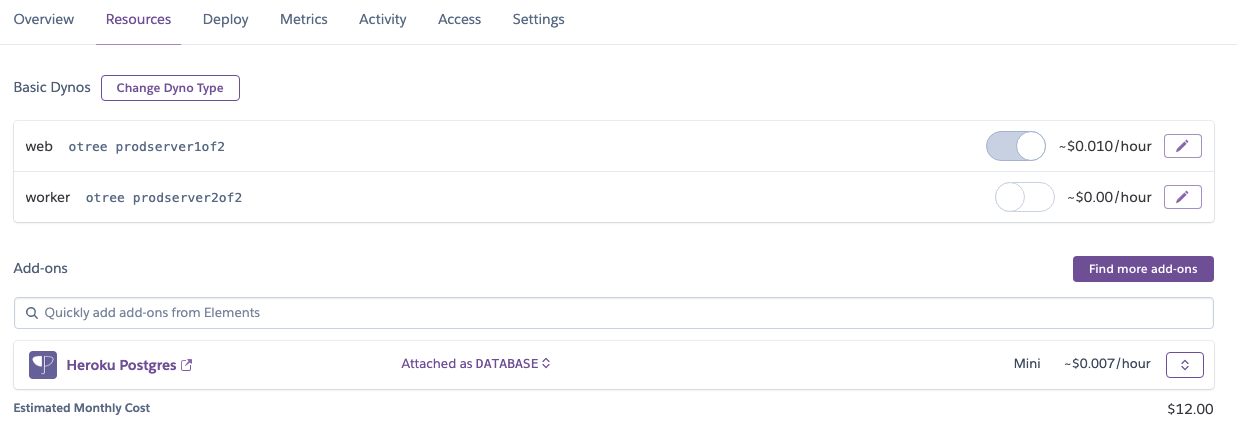 Overview Resources Deploy Metrics Activity Access Settings
Basic Dynos Change Dyno Type
web otree prodserver1of2 ~$0.010/hour
worker otree prodserver2of2 ~$0.00/hour
Add-ons Find more add-ons
Quickly add add-ons from Elements
Heroku Postgres Attached as DATABASE Mini ~$0.007/hour
Estimated Monthly Cost $12.00